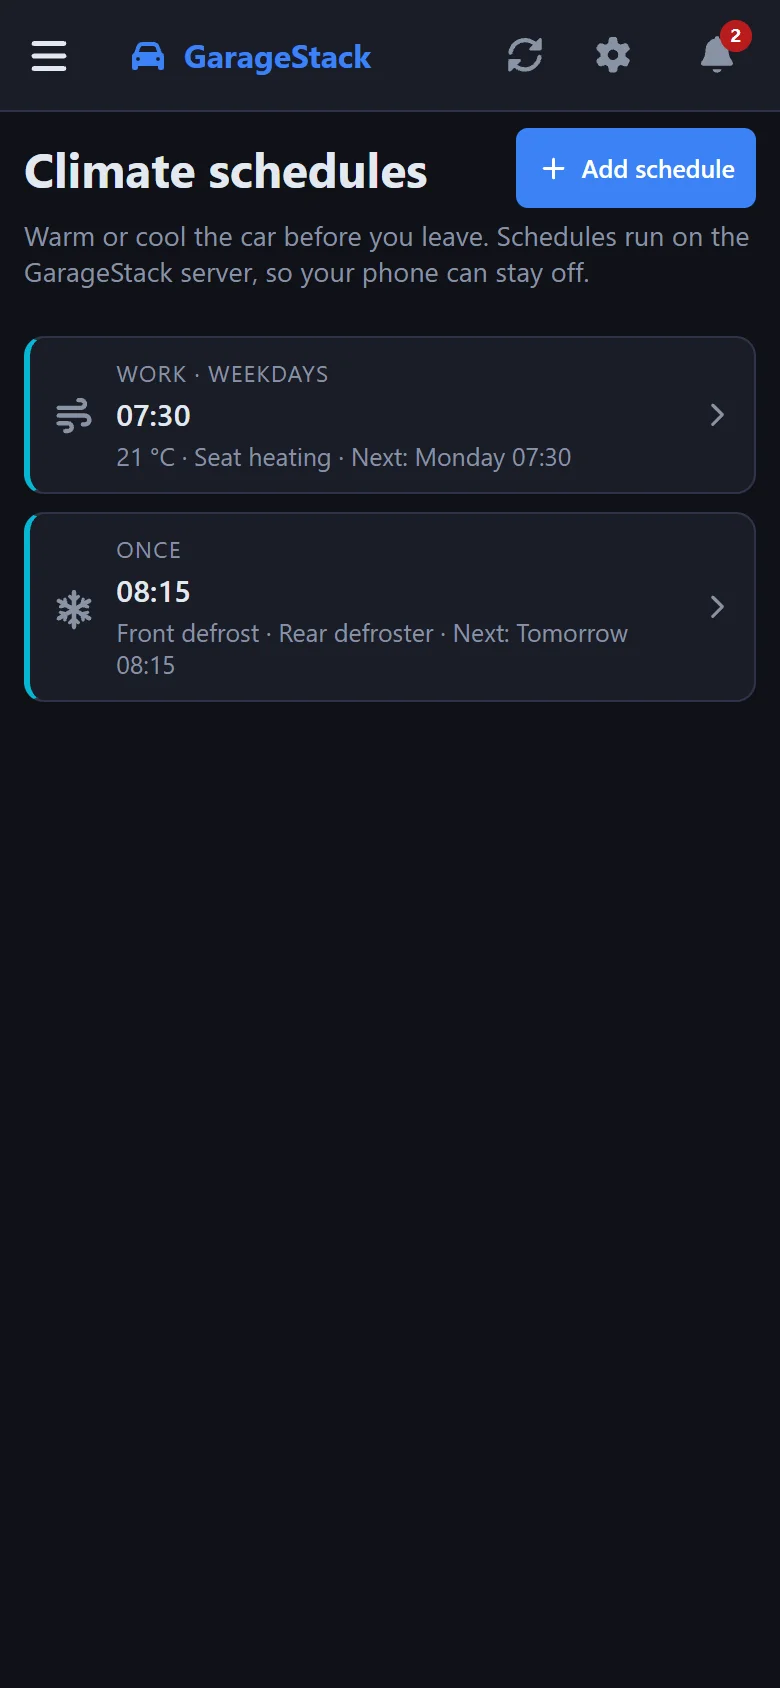 GarageStack
2
Climate schedules
Add schedule
Warm or cool the car before you leave. Schedules run on the
GarageStack server, so your phone can stay off.
WORK · WEEKDAYS
07:30
21 °C · Seat heating · Next: Monday 07:30
ONCE
08:15
Front defrost · Rear defroster · Next: Tomorrow
08:15